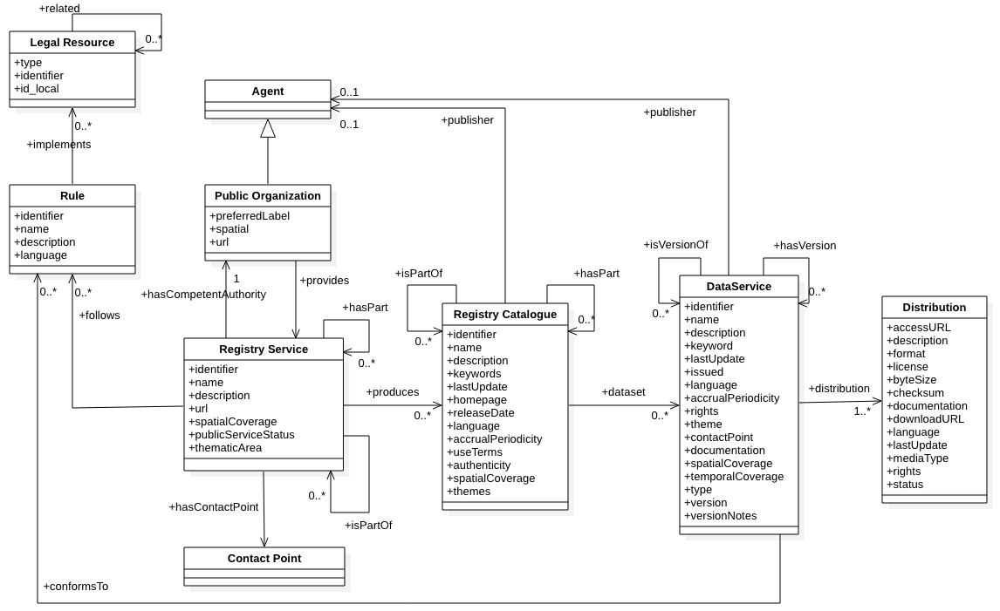 +related
0..*
Legal Resource
+type
+identifier
+id_local
0..*
+implements
Rule
+identifier
+name
+description
+language
0..*
0..*
+follows
Agent
0..1
0..1
+publisher
+publisher
Public Organization
+preferredLabel
+spatial
+url
1
+hasCompetentAuthority
+provides
+hasPart
0..*
Registry Service
+identifier
+name
+description
+url
+spatialCoverage
+publicServiceStatus
+thematicArea
+produces
0..*
0..*
+isPartOf
+hasContactPoint
Contact Point
+conformsTo
+isPartOf
0..*
+hasPart
0..*
Registry Catalogue
+identifier
+name
+description
+keywords
+lastUpdate
+homepage
+releaseDate
+language
+accrualPeriodicity
+useTerms
+authenticity
+spatialCoverage
+themes
+dataset
0..*
+isVersionOf
0..*
+hasVersion
0..*
DataService
+identifier
+name
+description
+keyword
+lastUpdate
+issued
+language
+accrualPeriodicity
+rights
+theme
+contactPoint
+documentation
+spatialCoverage
+temporalCoverage
+type
+version
+versionNotes
+distribution
1..*
Distribution
+accessURL
+description
+format
+license
+byteSize
+checksum
+documentation
+downloadURL
+language
+lastUpdate
+mediaType
+rights
+status